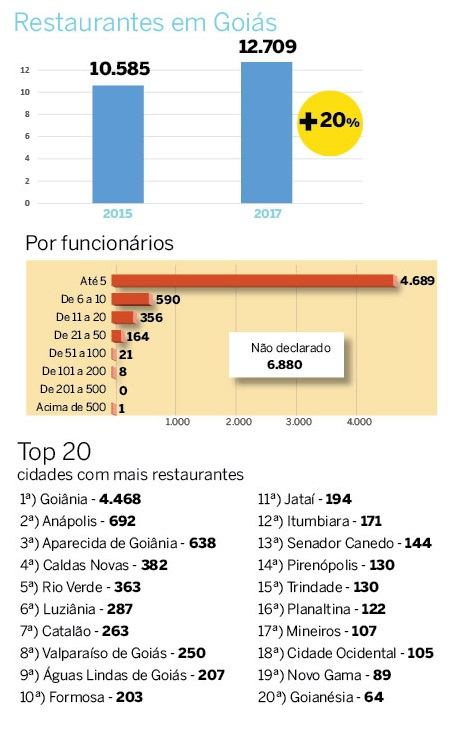 Restaurantes em Goiás
12.709
10.585
12
10
8
6
4
2
0
+20%
2015
2017
Por funcionários
Até 5 4.689
De 6 a 10 590
De 11 a 20 356
De 21 a 50 164
De 51 a 100 21
De 101 a 200 8
De 201 a 500 0
Acima de 500 1
Não declarado
6.880
1.000 2.000 3.000 4.000
Top 20
cidades com mais restaurantes
1ª) Goiânia - 4.468
2ª) Anápolis - 692
3ª) Aparecida de Goiânia - 638
4ª) Caldas Novas - 382
5ª) Rio Verde - 363
6ª) Luziânia - 287
7ª) Catalão - 263
8ª) Valparaíso de Goiás - 250
9ª) Águas Lindas de Goiás - 207
10ª) Formosa - 203
11ª) Jataí - 194
12ª) Itumbiara - 171
13ª) Senador Canedo - 144
14ª) Pirenópolis - 130
15ª) Trindade - 130
16ª) Planaltina - 122
17ª) Mineiros - 107
18ª) Cidade Ocidental - 105
19ª) Novo Gama - 89
20ª) Goianésia - 64